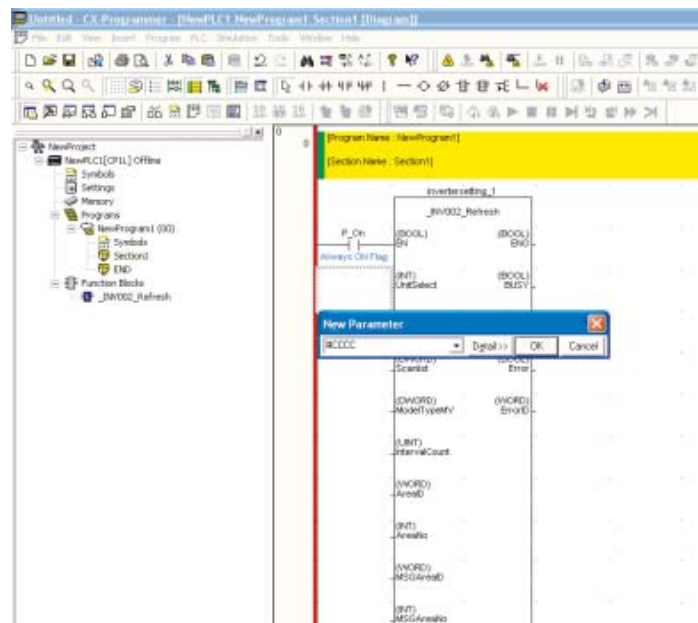 Untitled - CX-Programmer - [NewPLC1.NewProgram1.Section1 [Diagram]]
File Edit View Insert Program PLC Simulation Tools Window Help
NewProject
NewPLC1[CP1L] Offline
Symbols
Settings
Memory
Programs
NewProgram1 (00)
Symbols
Section1
END
Function Blocks
_INV002_Refresh
0
0
[Program Name : NewProgram1]
[Section Name : Section1]
invertersetting_1
_INV002_Refresh
P_On
(BOOL)
EN
(BOOL)
ENO
Always ON Flag
(INT)
UnitSelect
(BOOL)
BUSY
New Parameter
#CCCC
Detail >>
OK
Cancel
(DWORD)
Scanlist
(BOOL)
Error
(DWORD)
ModelTypeMV
(WORD)
ErrorID
(UINT)
IntervalCount
(WORD)
AreaID
(INT)
AreaNo
(WORD)
MSGAreaID
(INT)
MSGAreaNo